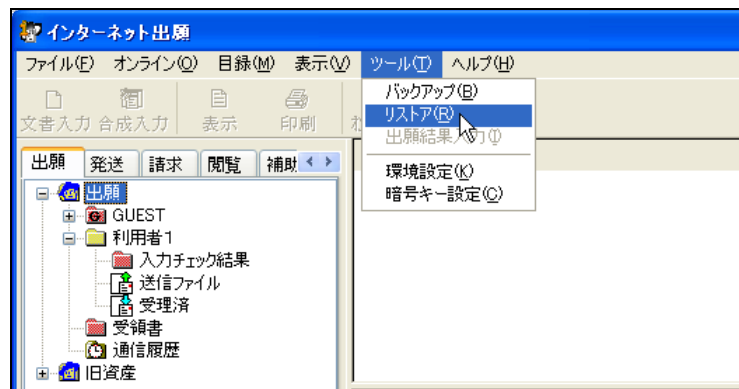 インターネット出願
ファイル(F) オンライン(O) 目録(M) 表示(V) ツール(T) ヘルプ(H)
文書入力 合成入力 表示 印刷
バックアップ(B)
リストア(R)
出願結果入力(I)
環境設定(K)
暗号キー設定(C)
出願 発送 請求 閲覧 補助
出願
GUEST
利用者1
入力チェック結果
送信ファイル
受理済
受領書
通信履歴
旧資産